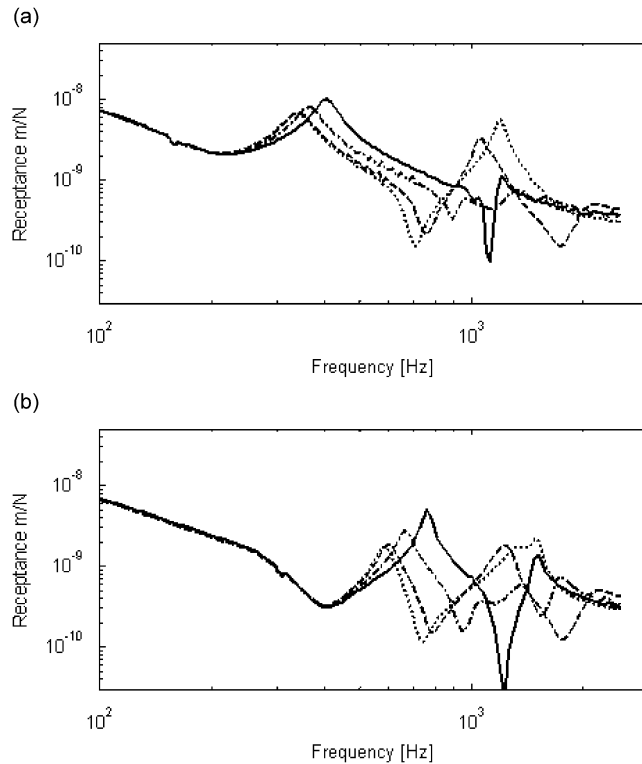 (a)
10^-8
10^-9
10^-10
Receptance m/N
10^2
10^3
Frequency [Hz]
(b)
10^-8
10^-9
10^-10
Receptance m/N
10^2
10^3
Frequency [Hz]